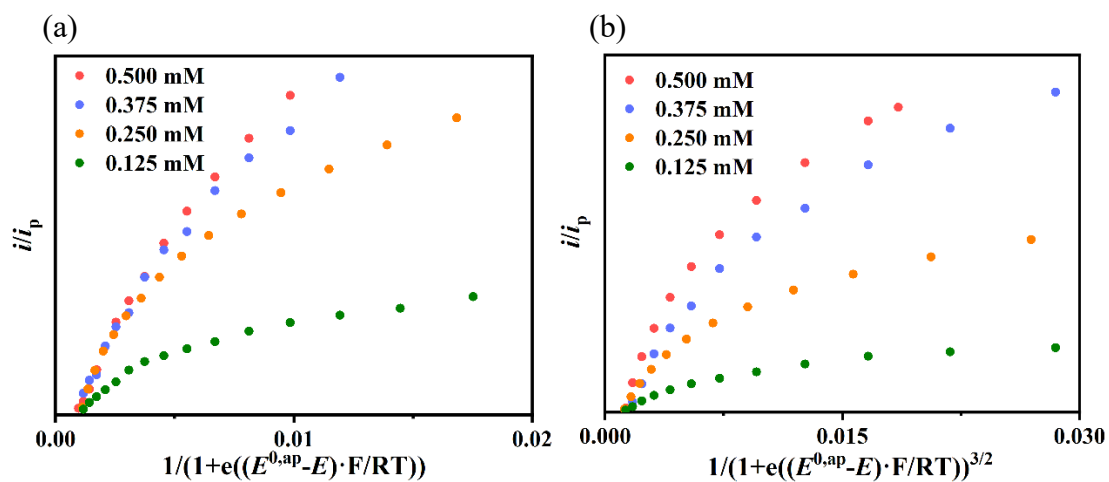 (a)
0.500 mM
0.375 mM
0.250 mM
0.125 mM
i/iₚ
0.00
0.01
0.02
1/(1+e((E⁰,ᵃᵖ-E)·F/RT))
(b)
0.500 mM
0.375 mM
0.250 mM
0.125 mM
i/iₚ
0.000
0.015
0.030
1/(1+e((E⁰,ᵃᵖ-E)·F/RT))³/²